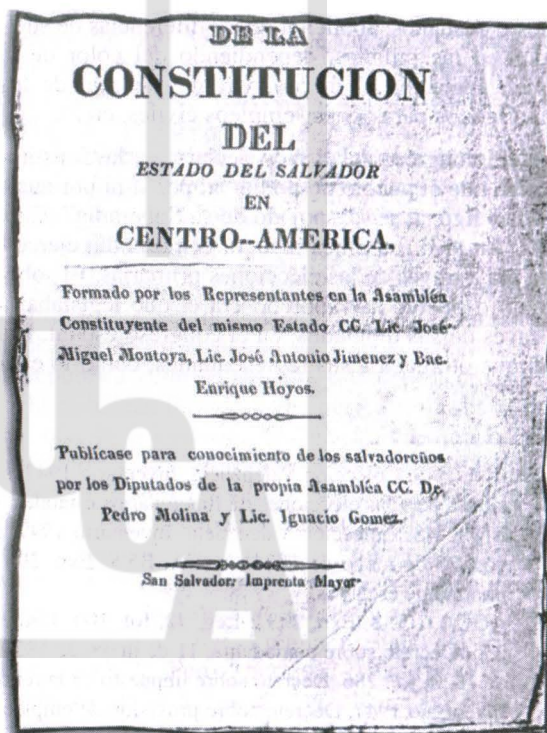 DE LA
CONSTITUCION
DEL
ESTADO DEL SALVADOR
EN
CENTRO--AMERICA.
Formado por los Representantes en la Asambléa
Constituyente del mismo Estado CC. Lic. José
Miguel Montoya, Lic. José Antonio Jimenez y Bac.
Enrique Hoyos.
Publícase para conocimiento de los salvadoreños
por los Diputados de la propia Asambléa CC. Dr.
Pedro Molina y Lic. Ignacio Gomez.
San Salvador: Imprenta Mayor